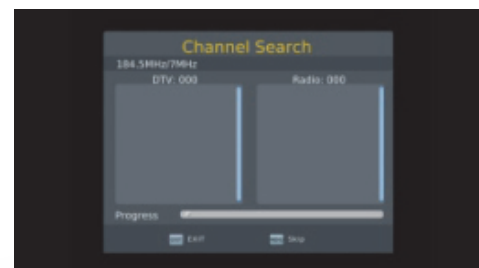 Channel Search
184.5MHz/7MHz
DTV: 000 Radio: 000
Progress
EXIT Skip